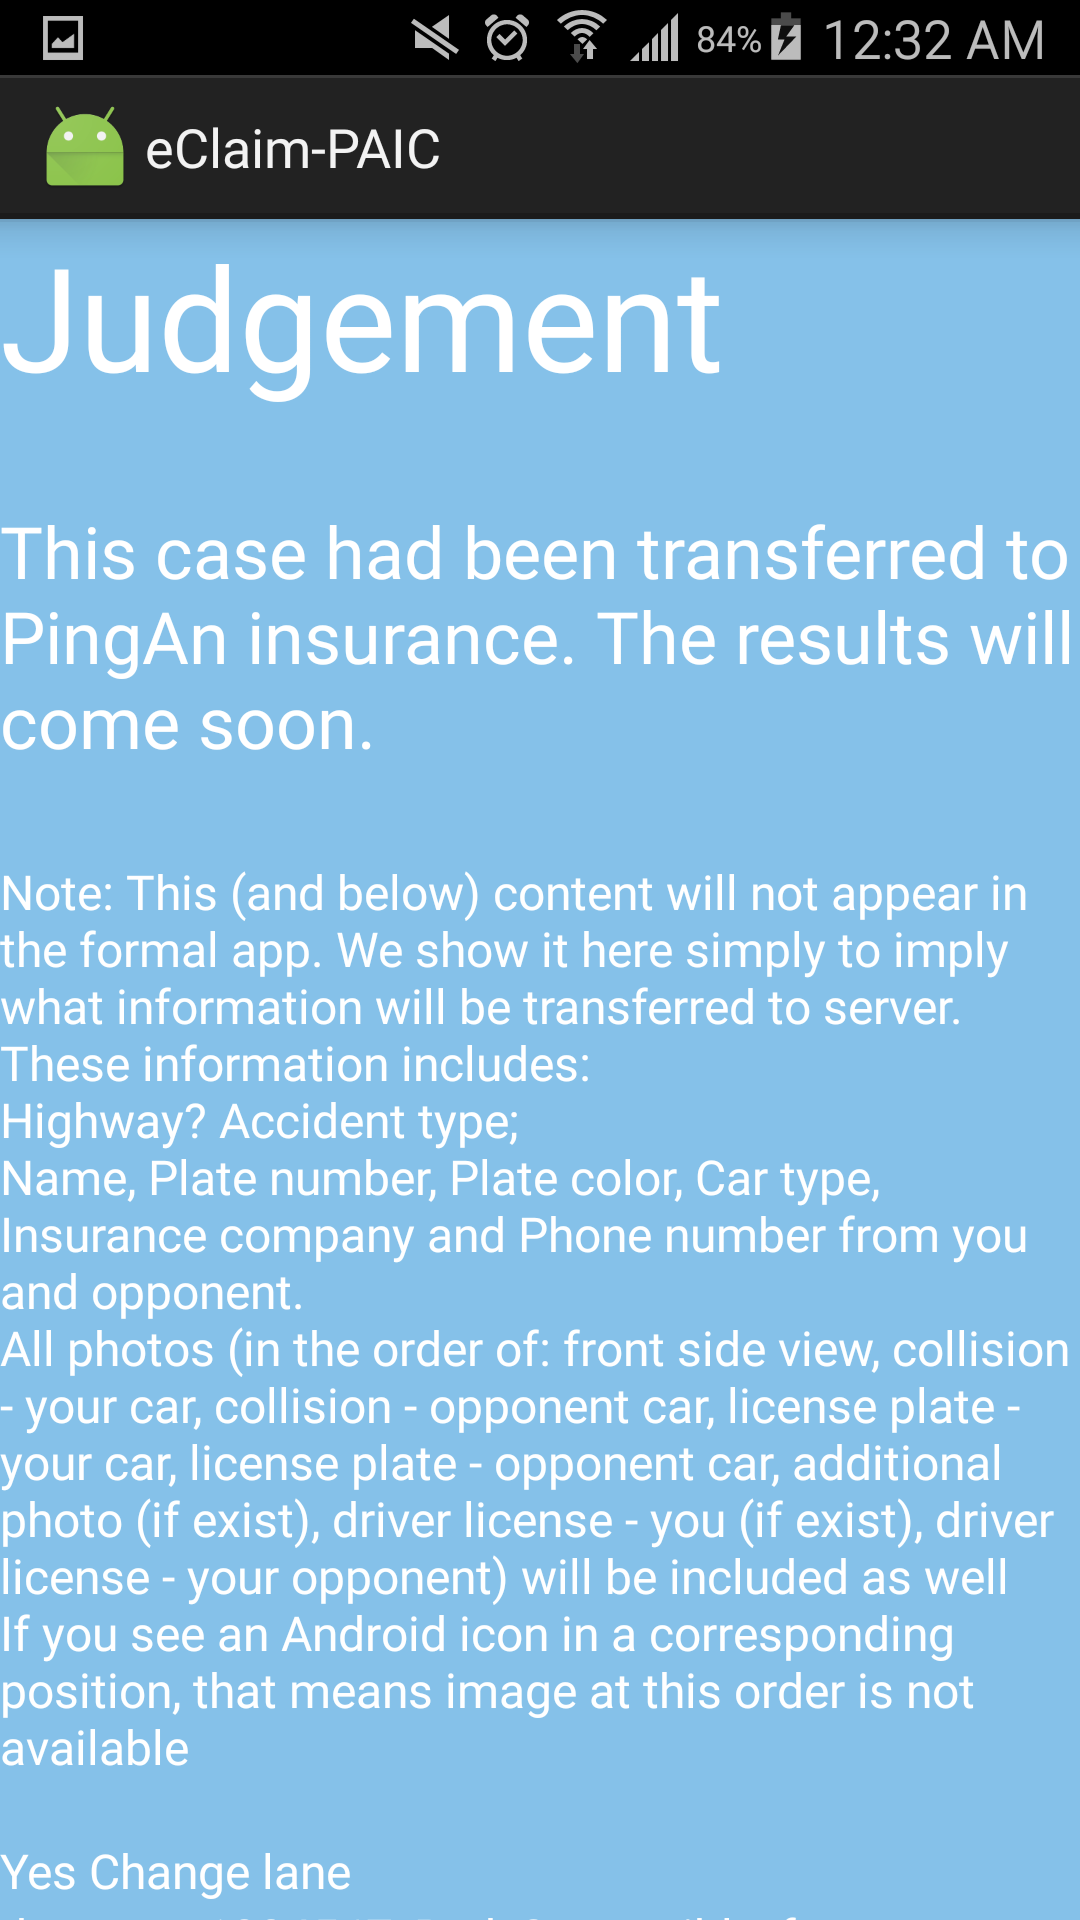 84% 12:32 AM
eClaim-PAIC
Judgement
This case had been transferred to
PingAn insurance. The results will
come soon.
Note: This (and below) content will not appear in
the formal app. We show it here simply to imply
what information will be transferred to server.
These information includes:
Highway? Accident type;
Name, Plate number, Plate color, Car type,
Insurance company and Phone number from you
and opponent.
All photos (in the order of: front side view, collision
- your car, collision - opponent car, license plate -
your car, license plate - opponent car, additional
photo (if exist), driver license - you (if exist), driver
license - your opponent) will be included as well
If you see an Android icon in a corresponding
position, that means image at this order is not
available
Yes Change lane